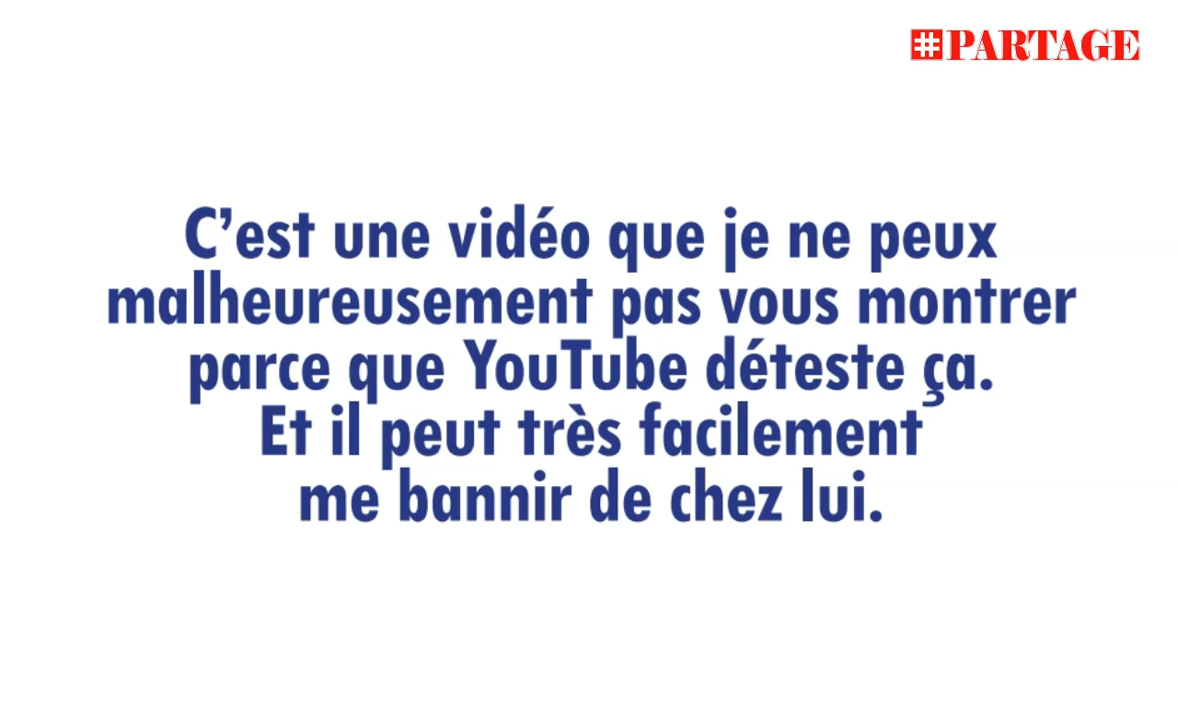 #PARTAGE
C’est une vidéo que je ne peux
malheureusement pas vous montrer
parce que YouTube déteste ça.
Et il peut très facilement
me bannir de chez lui.